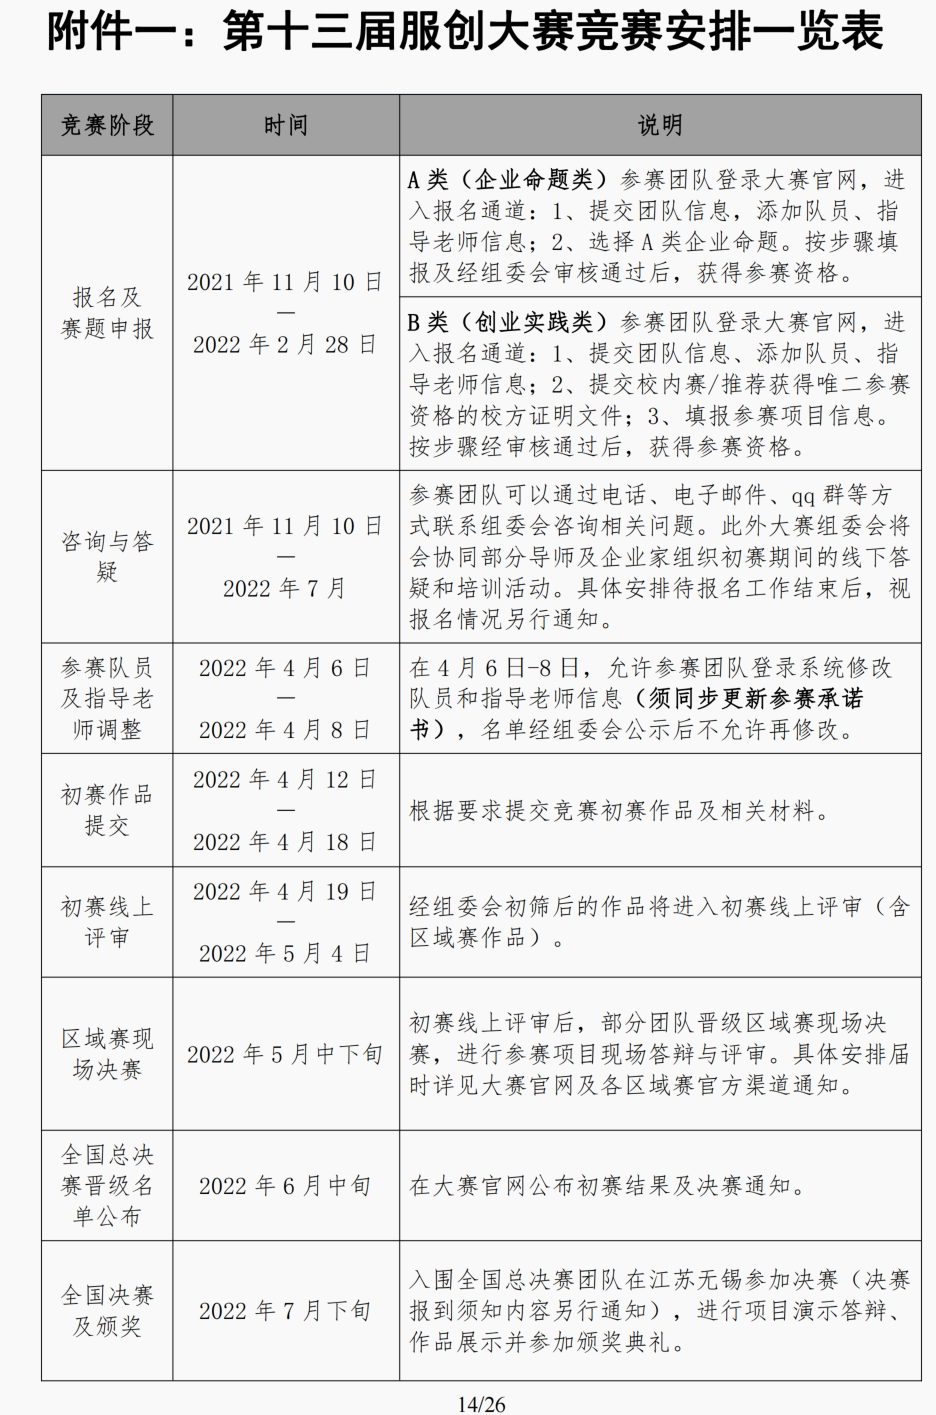 附件一：第十三届服创大赛竞赛安排一览表
竞赛阶段
时间
说明
报名及
赛题申报
2021 年 11 月 10 日
—
2022 年 2 月 28 日
A 类（企业命题类）参赛团队登录大赛官网，进
入报名通道：1、提交团队信息，添加队员、指
导老师信息；2、选择 A 类企业命题。按步骤填
报及经组委会审核通过后，获得参赛资格。
B 类（创业实践类）参赛团队登录大赛官网，进
入报名通道：1、提交团队信息、添加队员、指
导老师信息；2、提交校内赛/推荐获得唯二参赛
资格的校方证明文件；3、填报参赛项目信息。
按步骤经审核通过后，获得参赛资格。
咨询与答
疑
2021 年 11 月 10 日
—
2022 年 7 月
参赛团队可以通过电话、电子邮件、qq 群等方
式联系组委会咨询相关问题。此外大赛组委会将
会协同部分导师及企业家组织初赛期间的线下答
疑和培训活动。具体安排待报名工作结束后，视
报名情况另行通知。
参赛队员
及指导老
师调整
2022 年 4 月 6 日
—
2022 年 4 月 8 日
在 4 月 6 日-8 日，允许参赛团队登录系统修改
队员和指导老师信息（须同步更新参赛承诺
书），名单经组委会公示后不允许再修改。
初赛作品
提交
2022 年 4 月 12 日
—
2022 年 4 月 18 日
根据要求提交竞赛初赛作品及相关材料。
初赛线上
评审
2022 年 4 月 19 日
—
2022 年 5 月 4 日
经组委会初筛后的作品将进入初赛线上评审（含
区域赛作品）。
区域赛现
场决赛
2022 年 5 月中下旬
初赛线上评审后，部分团队晋级区域赛现场决
赛，进行参赛项目现场答辩与评审。具体安排届
时详见大赛官网及各区域赛官方渠道通知。
全国总决
赛晋级名
单公布
2022 年 6 月中旬
在大赛官网公布初赛结果及决赛通知。
全国决赛
及颁奖
2022 年 7 月下旬
入围全国总决赛团队在江苏无锡参加决赛（决赛
报到须知内容另行通知），进行项目演示答辩、
作品展示并参加颁奖典礼。
14/26